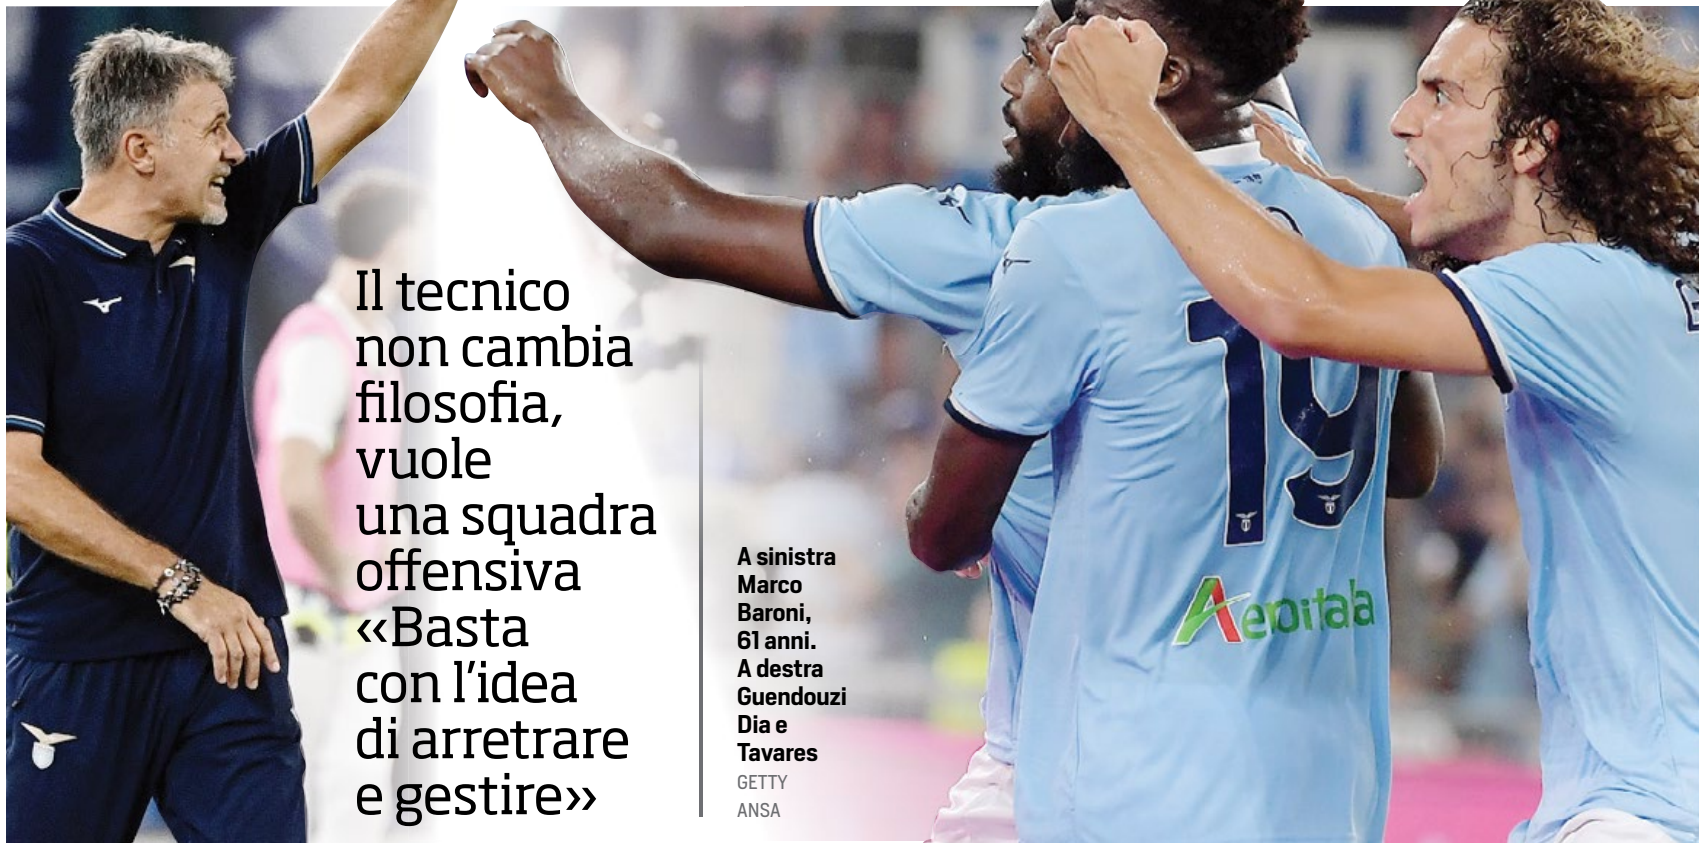 Il tecnico
non cambia
filosofia,
vuole
una squadra
offensiva
«Basta
con l’idea
di arretrare
e gestire»
A sinistra
Marco
Baroni,
61 anni.
A destra
Guendouzi
Dia e
Tavares
GETTY
ANSA
19
Aeroitalia